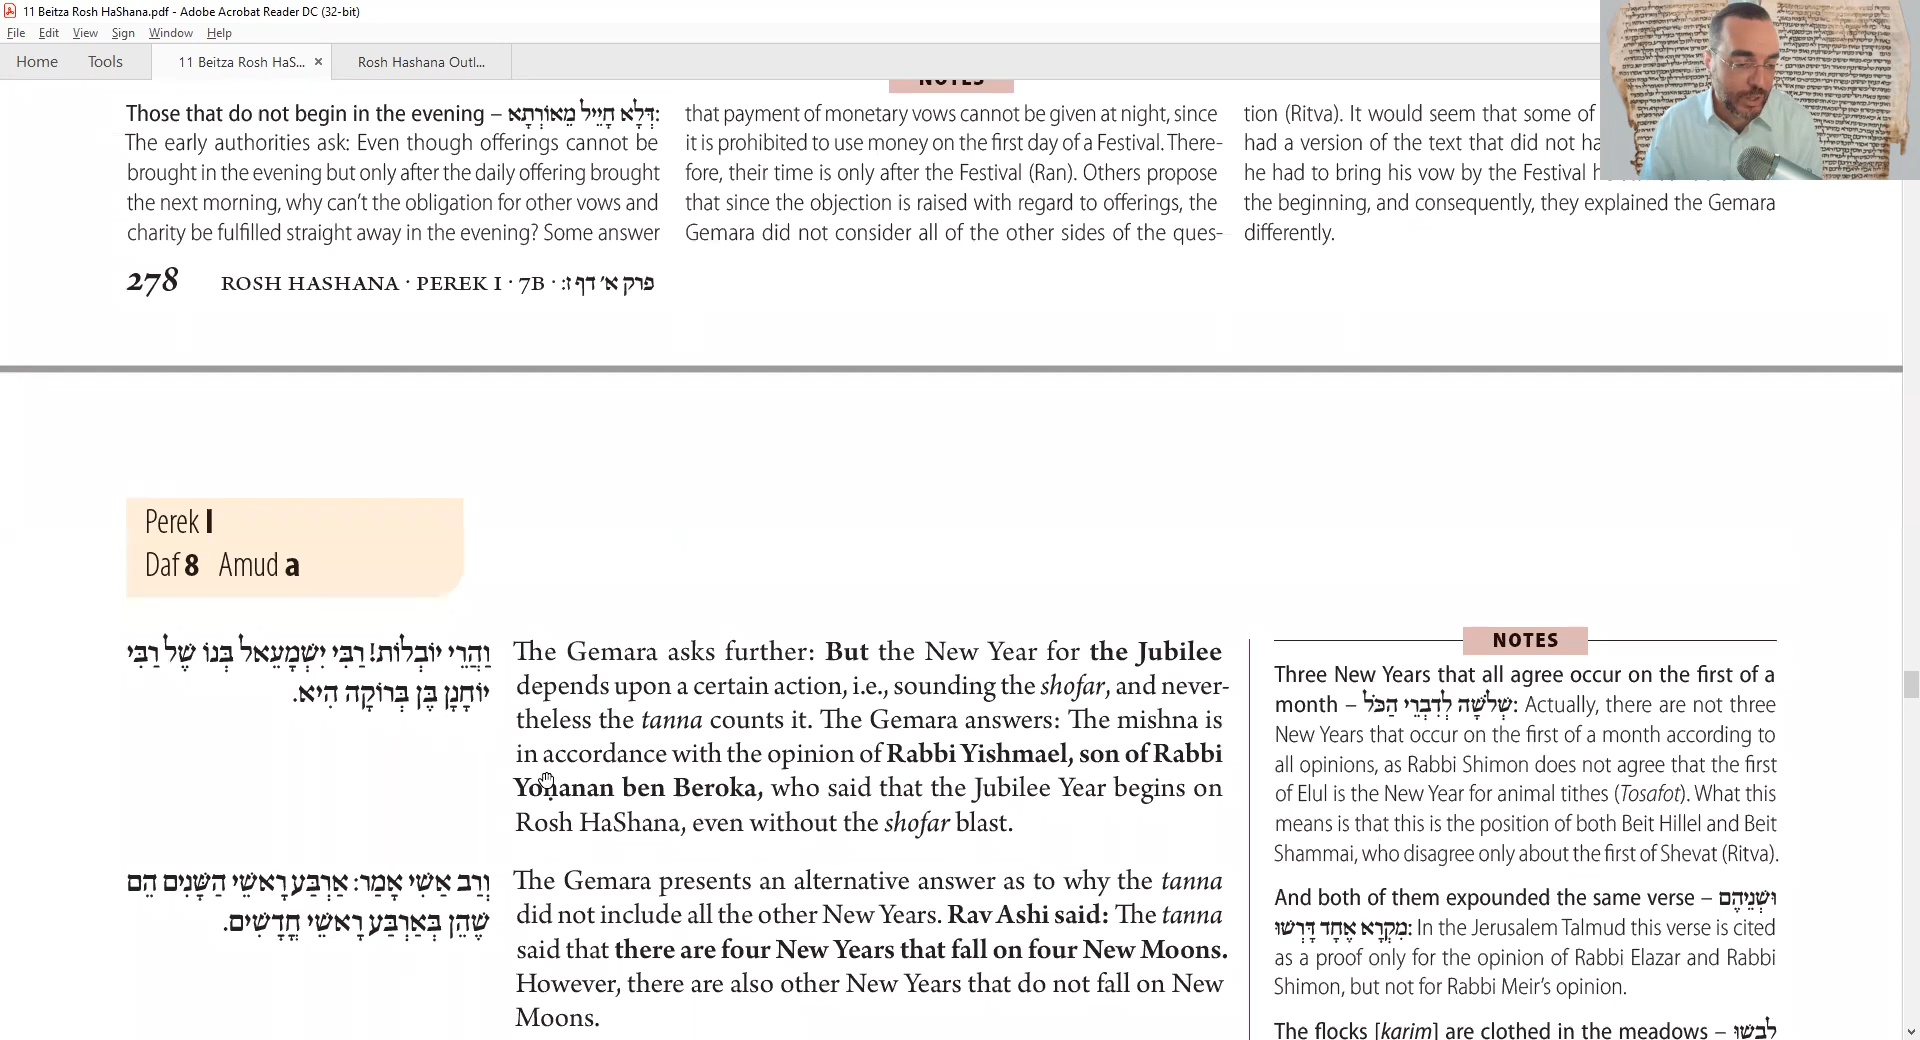 11 Beitza Rosh HaShana.pdf - Adobe Acrobat Reader DC (32-bit)
File Edit View Sign Window Help
Home Tools 11 Beitza Rosh HaS... × Rosh Hashana Outl...
NOTES
Those that do not begin in the evening – דְּלָא חָיֵיל מֵאוֹרְתָא:
The early authorities ask: Even though offerings cannot be
brought in the evening but only after the daily offering brought
the next morning, why can't the obligation for other vows and
charity be fulfilled straight away in the evening? Some answer
that payment of monetary vows cannot be given at night, since
it is prohibited to use money on the first day of a Festival. There-
fore, their time is only after the Festival (Ran). Others propose
that since the objection is raised with regard to offerings, the
Gemara did not consider all of the other sides of the ques-
tion (Ritva). It would seem that some of
had a version of the text that did not ha
he had to bring his vow by the Festival h
the beginning, and consequently, they explained the Gemara
differently.
278 ROSH HASHANA · PEREK I · 7B · פרק א׳ דף ז:
Perek I
Daf 8 Amud a
וַהֲרֵי יוֹבְלוֹת! רַבִּי יִשְׁמָעֵאל בְּנוֹ שֶׁל רַבִּי
יוֹחָנָן בֶּן בְּרוֹקָה הִיא.
The Gemara asks further: But the New Year for the Jubilee
depends upon a certain action, i.e., sounding the shofar, and never-
theless the tanna counts it. The Gemara answers: The mishna is
in accordance with the opinion of Rabbi Yishmael, son of Rabbi
Yoḥanan ben Beroka, who said that the Jubilee Year begins on
Rosh HaShana, even without the shofar blast.
וְרַב אַשִׁי אָמַר: אַרְבַּע רָאשֵׁי הַשָּׁנִים הֵם
שֶׁהֵן בְּאַרְבַּע רָאשֵׁי חֳדָשִׁים.
The Gemara presents an alternative answer as to why the tanna
did not include all the other New Years. Rav Ashi said: The tanna
said that there are four New Years that fall on four New Moons.
However, there are also other New Years that do not fall on New
Moons.
NOTES
Three New Years that all agree occur on the first of a
month – שְׁלֹשָׁה לְדִבְרֵי הַכֹּל: Actually, there are not three
New Years that occur on the first of a month according to
all opinions, as Rabbi Shimon does not agree that the first
of Elul is the New Year for animal tithes (Tosafot). What this
means is that this is the position of both Beit Hillel and Beit
Shammai, who disagree only about the first of Shevat (Ritva).
And both of them expounded the same verse – וּשְׁנֵיהֶם
מִקְרָא אֶחָד דָּרְשׁוּ: In the Jerusalem Talmud this verse is cited
as a proof only for the opinion of Rabbi Elazar and Rabbi
Shimon, but not for Rabbi Meir's opinion.
The flocks [karim] are clothed in the meadows – לָבְשׁוּ